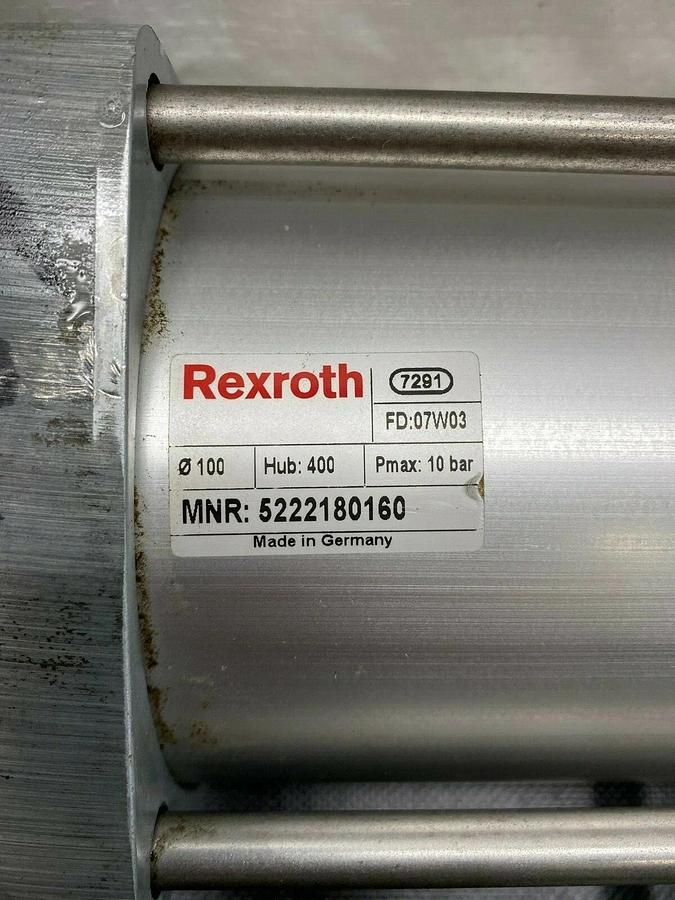 Rexroth
7291
FD:07W03
Ø 100 Hub: 400 Pmax: 10 bar
MNR: 5222180160
Made in Germany